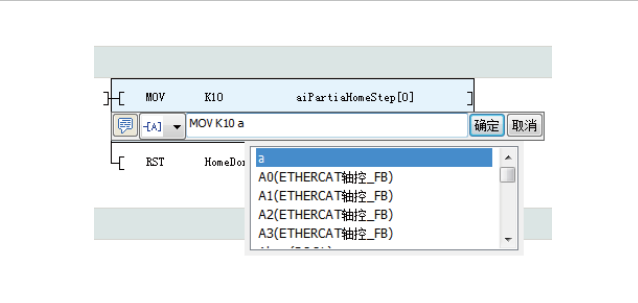 MOV K10 aiPartiaHomeStep[0]
-[A] MOV K10 a 确定 取消
RST HomeDon
a
A0(ETHERCAT轴控_FB)
A1(ETHERCAT轴控_FB)
A2(ETHERCAT轴控_FB)
A3(ETHERCAT轴控_FB)